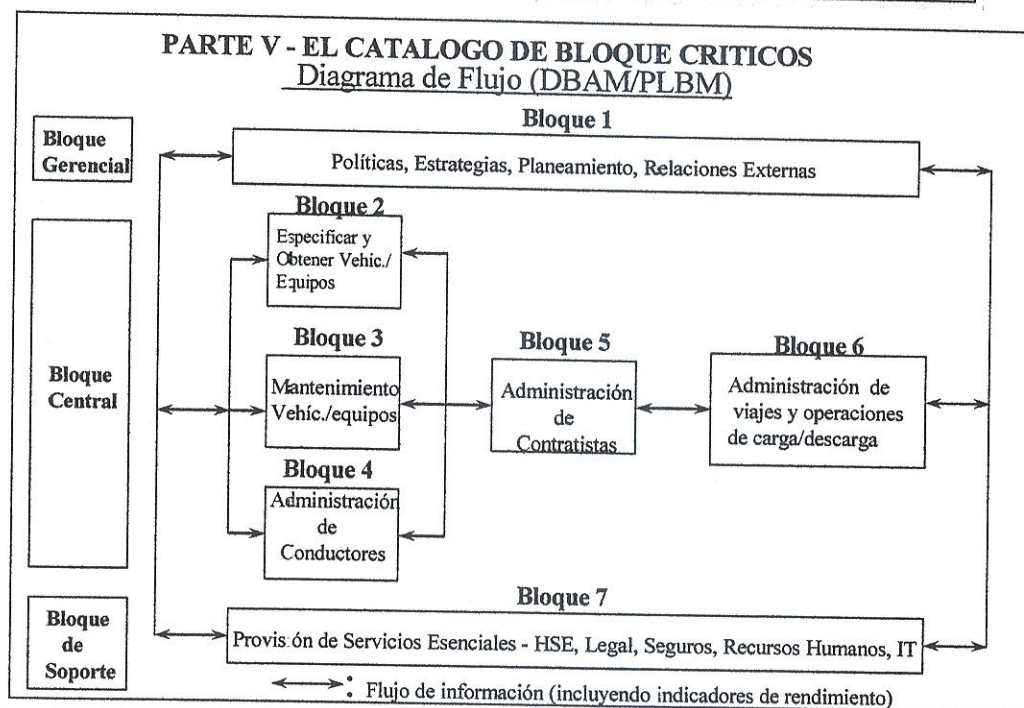 PARTE V - EL CATALOGO DE BLOQUE CRITICOS
Diagrama de Flujo (DBAM/PLBM)
Bloque
Gerencial
Bloque 1
Políticas, Estrategias, Planeamiento, Relaciones Externas
Bloque
Central
Bloque 2
Especificar y
Obtener Vehic./
Equipos
Bloque 3
Mantenimiento
Vehíc./equipos
Bloque 4
Administración
de
Conductores
Bloque 5
Administración
de
Contratistas
Bloque 6
Administración de
viajes y operaciones
de carga/descarga
Bloque
de
Soporte
Bloque 7
Provisión de Servicios Esenciales - HSE, Legal, Seguros, Recursos Humanos, IT
: Flujo de información (incluyendo indicadores de rendimiento)